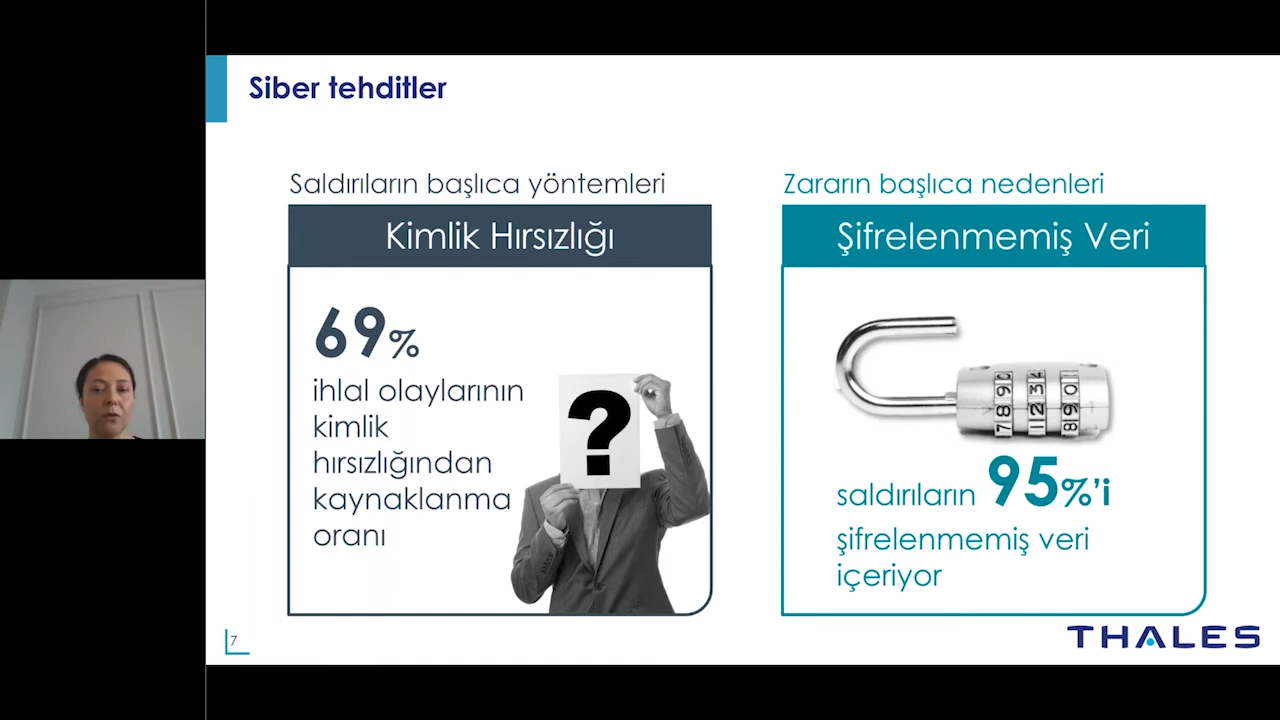 Siber tehditler
Saldırıların başlıca yöntemleri
Kimlik Hırsızlığı
69%
ihlal olaylarının
kimlik
hırsızlığından
kaynaklanma
oranı
?
Zararın başlıca nedenleri
Şifrelenmemiş Veri
saldırıların 95%'i
şifrelenmemiş veri
içeriyor
7
THALES